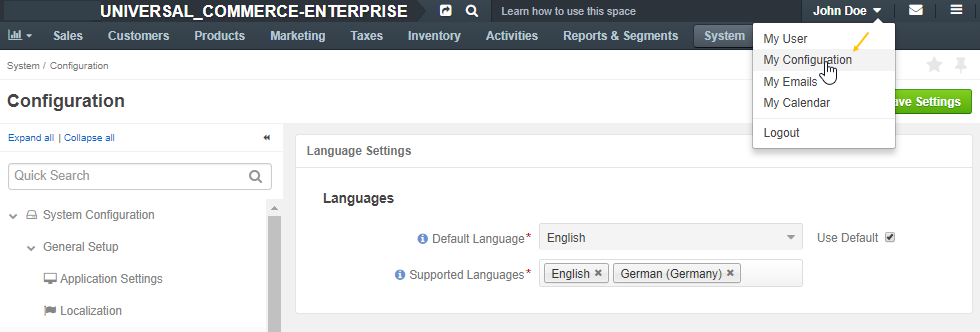 UNIVERSAL_COMMERCE-ENTERPRISE Learn how to use this space John Doe
Sales Customers Products Marketing Taxes Inventory Activities Reports & Segments System
My User
My Configuration
My Emails
My Calendar
Logout
System / Configuration
Configuration
ve Settings
Expand all | Collapse all
Quick Search
System Configuration
General Setup
Application Settings
Localization
Language Settings
Languages
Default Language* English Use Default
Supported Languages* English × German (Germany) ×